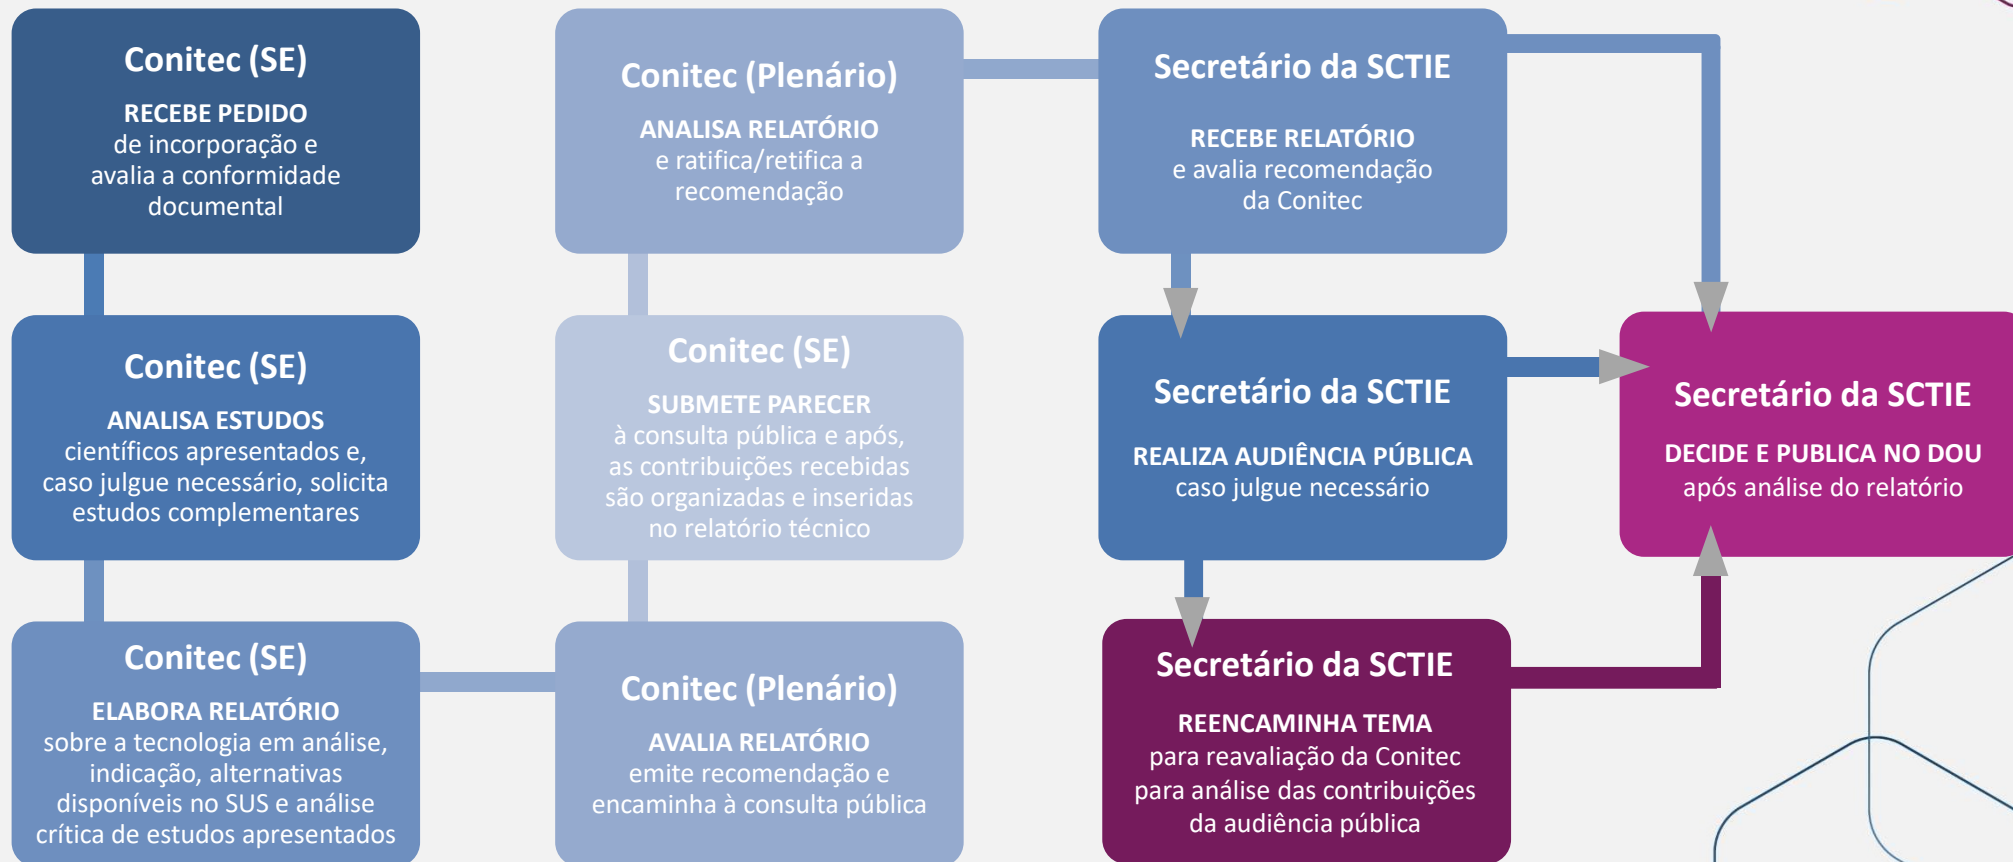 Conitec (SE)
RECEBE PEDIDO
de incorporação e
avalia a conformidade
documental
Conitec (SE)
ANALISA ESTUDOS
científicos apresentados e,
caso julgue necessário, solicita
estudos complementares
Conitec (SE)
ELABORA RELATÓRIO
sobre a tecnologia em análise,
indicação, alternativas
disponíveis no SUS e análise
crítica de estudos apresentados
Conitec (Plenário)
AVALIA RELATÓRIO
emite recomendação e
encaminha à consulta pública
Conitec (SE)
SUBMETE PARECER
à consulta pública e após,
as contribuições recebidas
são organizadas e inseridas
no relatório técnico
Conitec (Plenário)
ANALISA RELATÓRIO
e ratifica/retifica a
recomendação
Secretário da SCTIE
RECEBE RELATÓRIO
e avalia recomendação
da Conitec
Secretário da SCTIE
REALIZA AUDIÊNCIA PÚBLICA
caso julgue necessário
Secretário da SCTIE
REENCAMINHA TEMA
para reavaliação da Conitec
para análise das contribuições
da audiência pública
Secretário da SCTIE
DECIDE E PUBLICA NO DOU
após análise do relatório